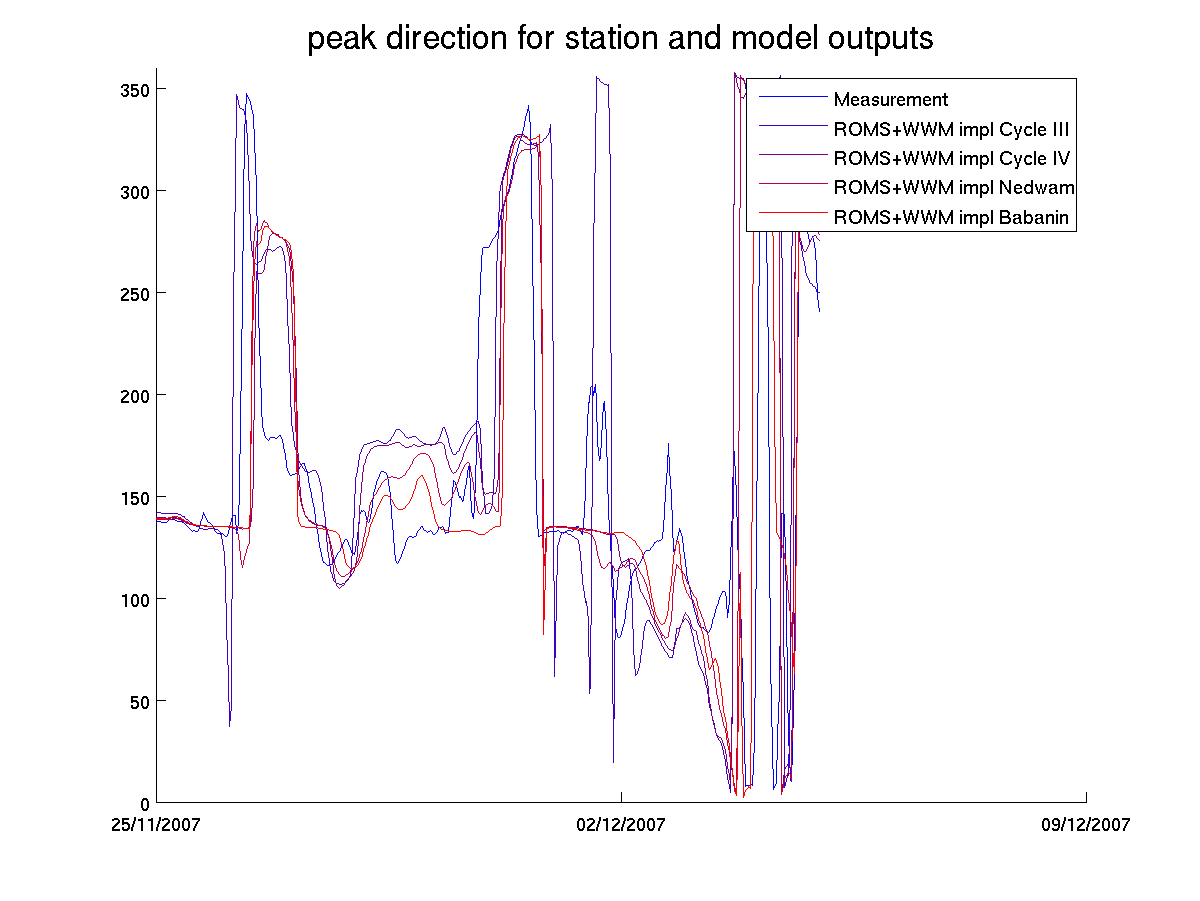 peak direction for station and model outputs
350
300
250
200
150
100
50
0
Measurement
ROMS+WWM impl Cycle III
ROMS+WWM impl Cycle IV
ROMS+WWM impl Nedwam
ROMS+WWM impl Babanin
25/11/2007
02/12/2007
09/12/2007